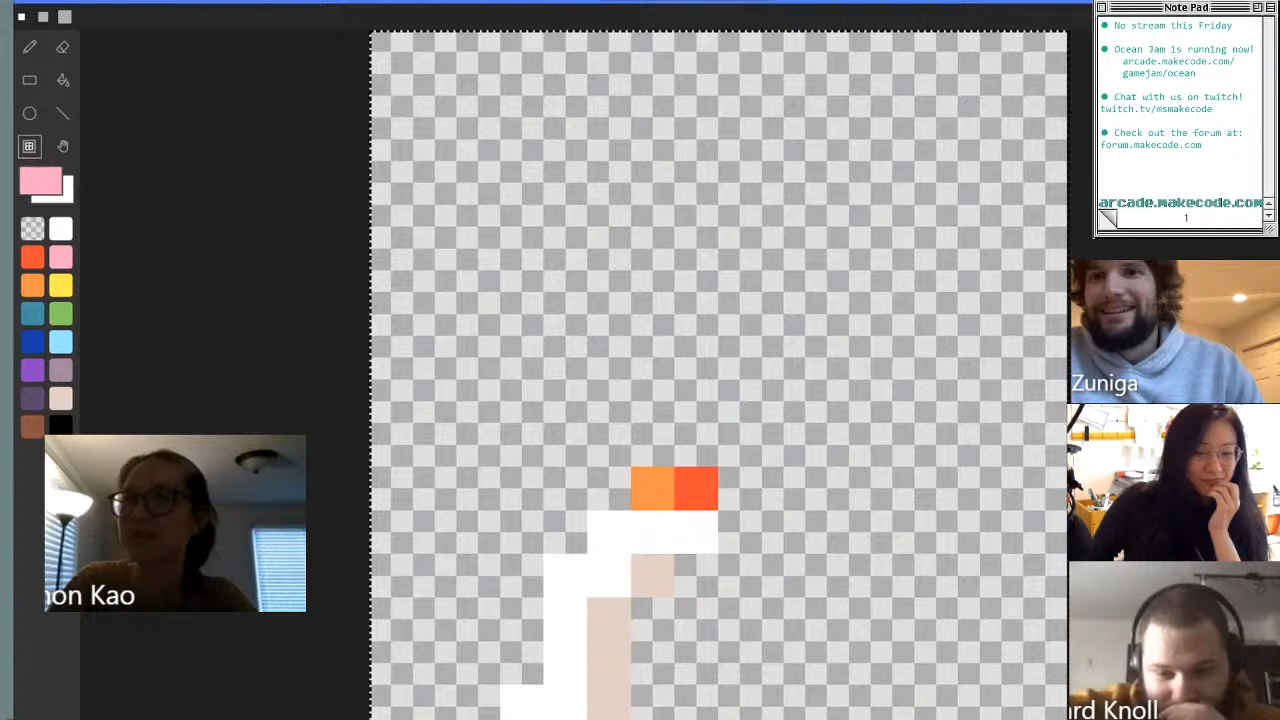 Note Pad
No stream this Friday
Ocean Jam is running now!
arcade.makecode.com/
gamejam/ocean
Chat with us on twitch!
twitch.tv/msmakecode
Check out the forum at:
forum.makecode.com
arcade.makecode.com
1
Zuniga
non Kao
ard Knoll